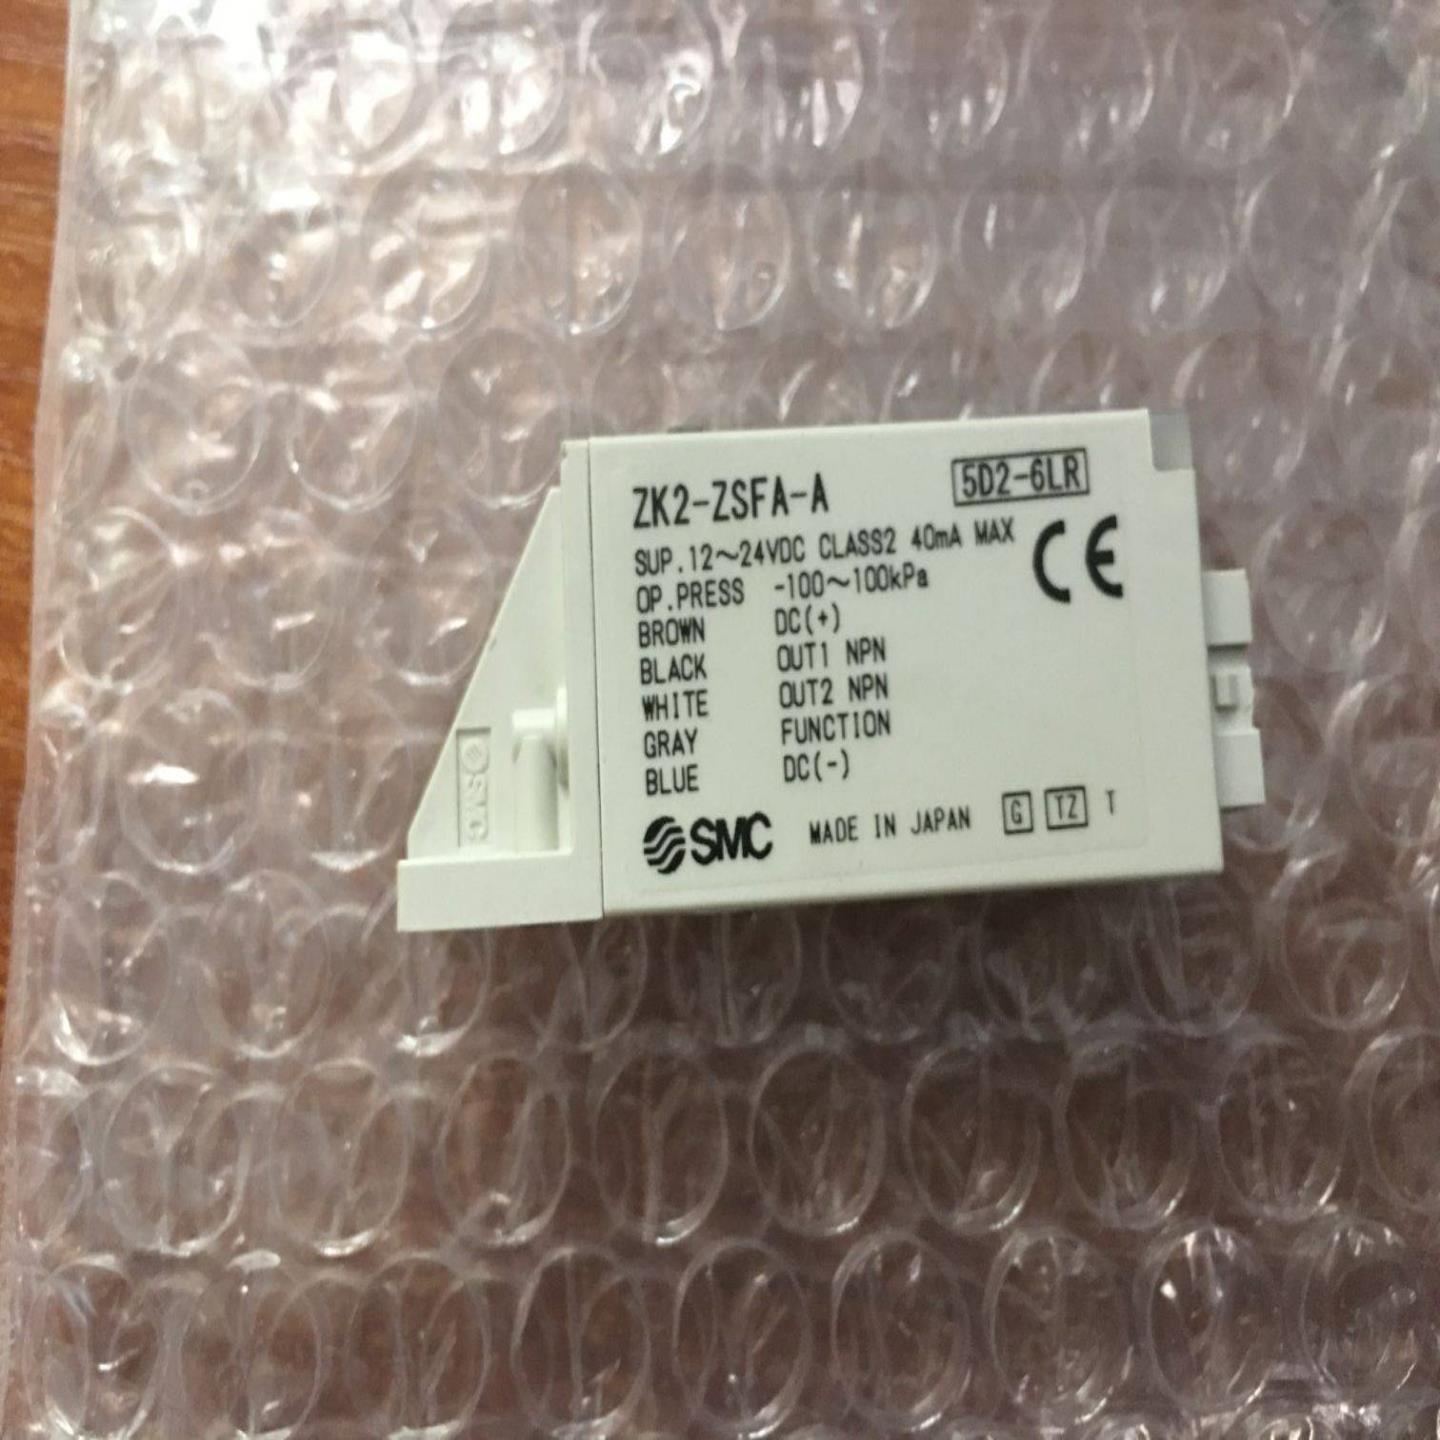 ZK2-ZSFA-A 5D2-6LR
SUP.12~24VDC CLASS2 40mA MAX
OP.PRESS -100~100kPa
CE
BROWN DC(+)
BLACK OUT1 NPN
WHITE OUT2 NPN
GRAY FUNCTION
BLUE DC(-)
SMC MADE IN JAPAN G TZ T
SMC